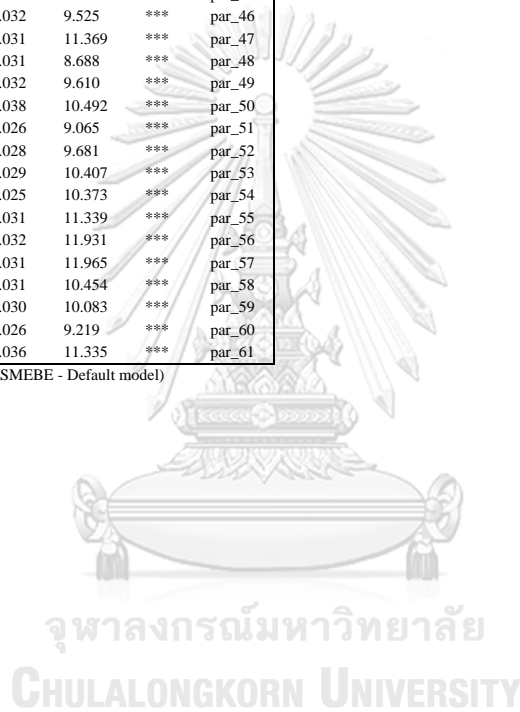 .032 9.525 *** par_46
.031 11.369 *** par_47
.031 8.688 *** par_48
.032 9.610 *** par_49
.038 10.492 *** par_50
.026 9.065 *** par_51
.028 9.681 *** par_52
.029 10.407 *** par_53
.025 10.373 *** par_54
.031 11.339 *** par_55
.032 11.931 *** par_56
.031 11.965 *** par_57
.031 10.454 *** par_58
.030 10.083 *** par_59
.026 9.219 *** par_60
.036 11.335 *** par_61
SMEBE - Default model)
จุฬาลงกรณ์มหาวิทยาลัย
CHULALONGKORN UNIVERSITY